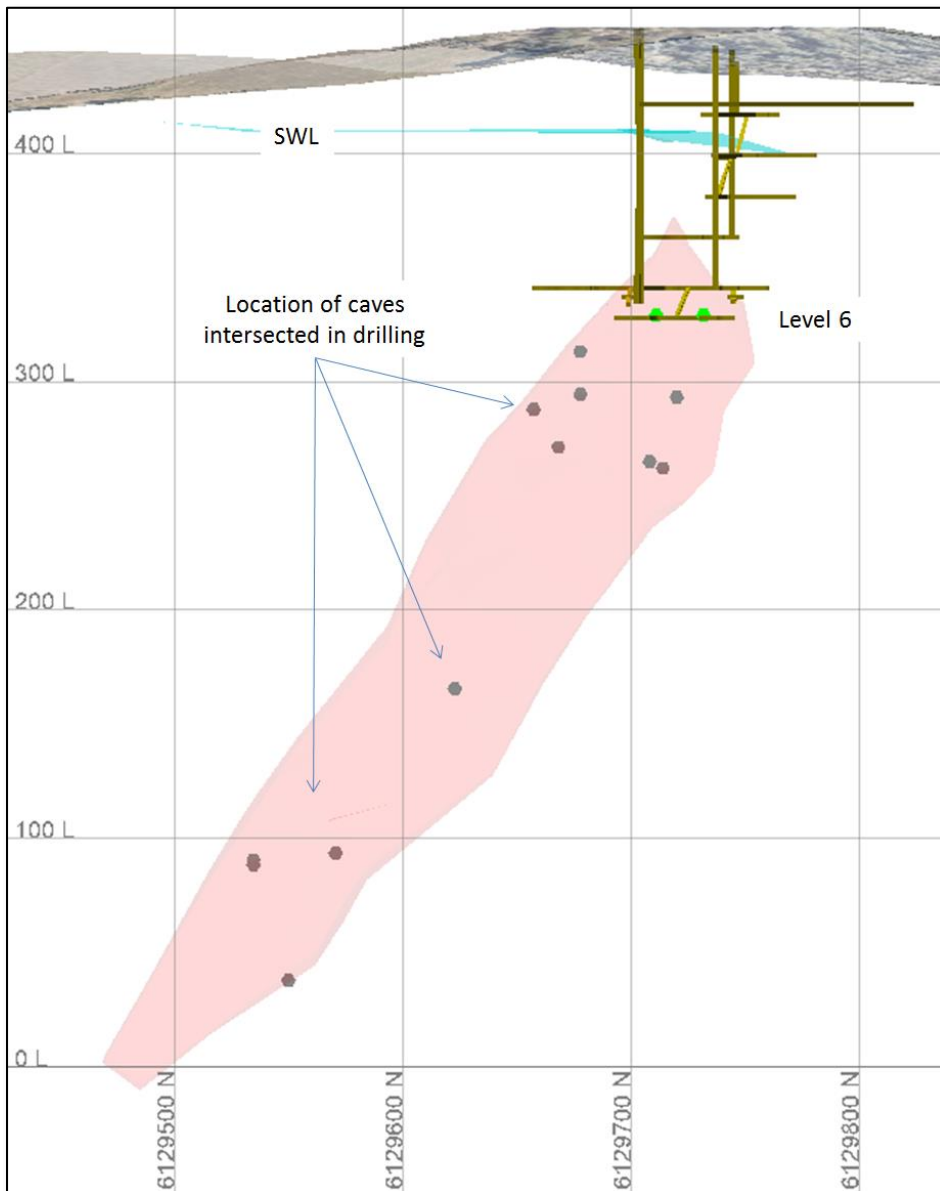 SWL
400 L
Location of caves
intersected in drilling
Level 6
300 L
200 L
100 L
0 L
6129500 N
6129600 N
6129700 N
6129800 N